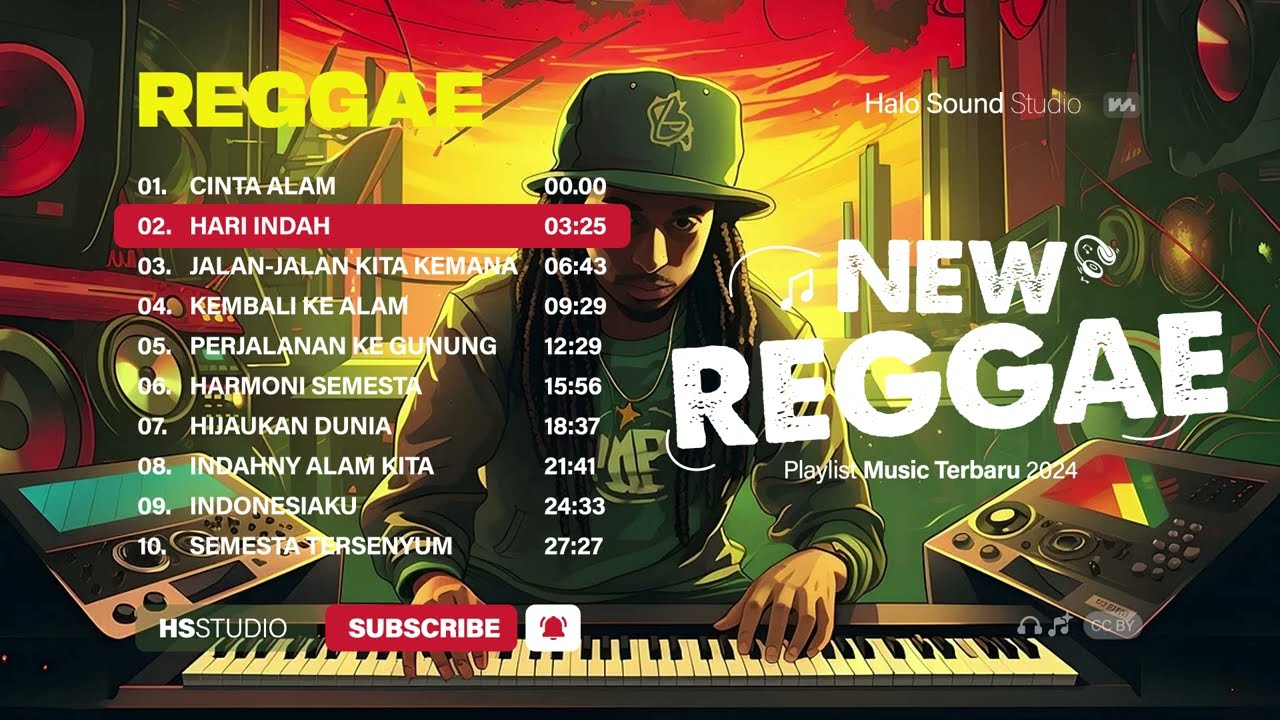 REGGAE
Halo Sound Studio
01. CINTA ALAM 00.00
02. HARI INDAH 03:25
03. JALAN-JALAN KITA KEMANA 06:43
04. KEMBALI KE ALAM 09:29
05. PERJALANAN KE GUNUNG 12:29
06. HARMONI SEMESTA 15:56
07. HIJAUKAN DUNIA 18:37
08. INDAHNY ALAM KITA 21:41
09. INDONESIAKU 24:33
10. SEMESTA TERSENYUM 27:27
NEW
REGGAE
Playlist Music Terbaru 2024
HSSTUDIO
SUBSCRIBE
CC BY